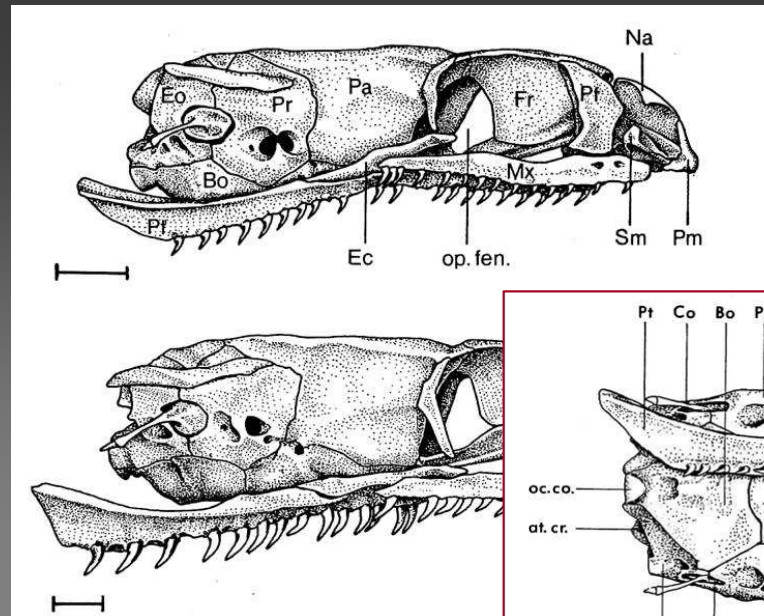 Na
Eo
Pr
Pa
Fr
Pf
Bo
Mx
Pt
Ec
op. fen.
Sm
Pm
Pt
Co
Bo
oc.co.
at. cr.